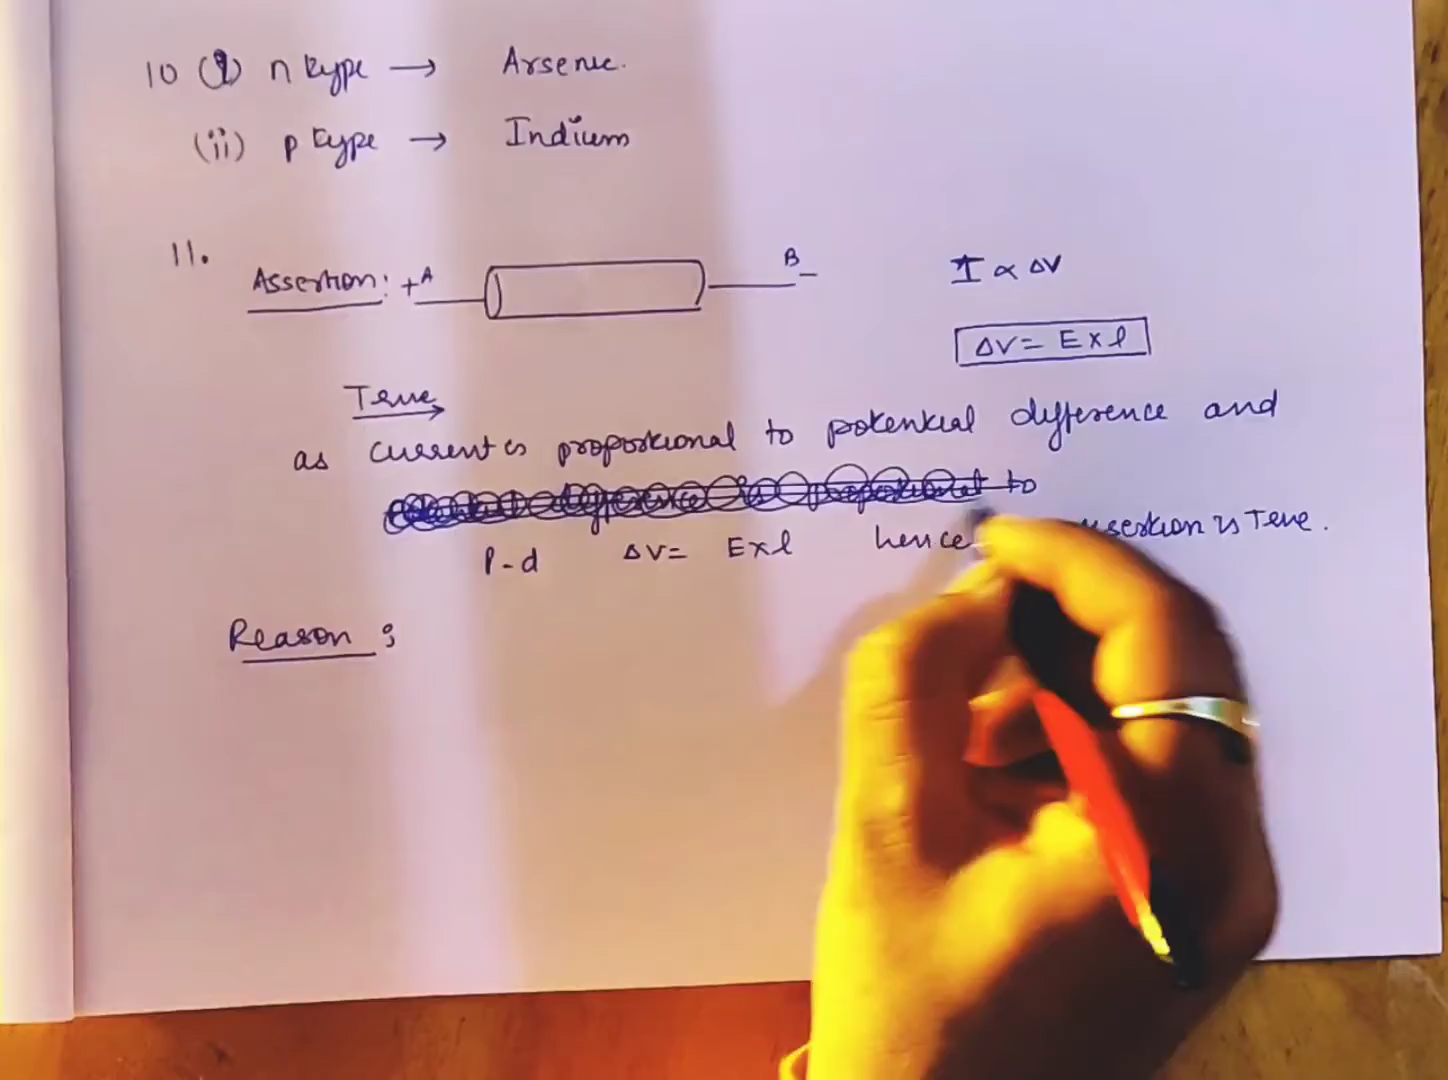 10 (i) n type → Arsenic.
(ii) p type → Indium
11.
Assertion: + A B −
I ∝ ΔV
ΔV = E x l
True
as current is proportional to potential difference and
to
P-d ΔV = E x l hence assertion is True.
Reason :